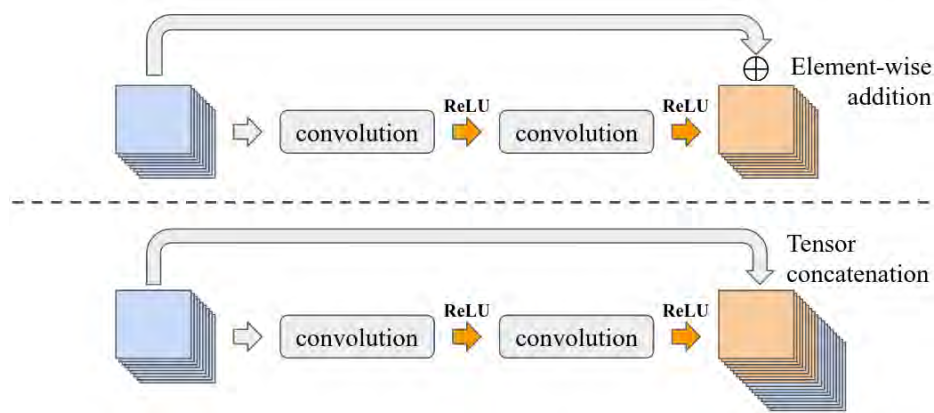 Element-wise
addition
ReLU
ReLU
convolution
convolution
Tensor
concatenation
ReLU
ReLU
convolution
convolution